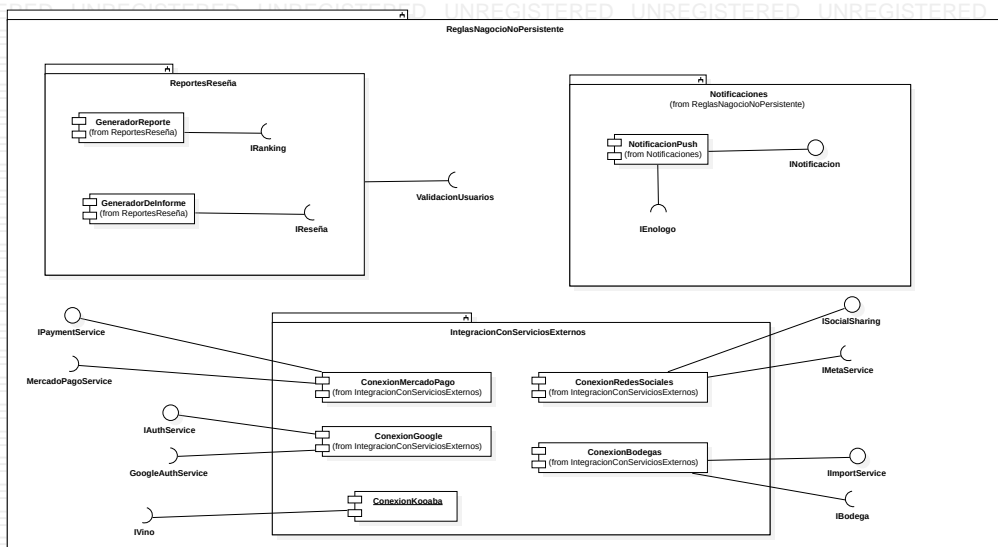 RED UNREGISTERED UNREGISTERED D UNREGISTERED UNREGISTERED UNREGISTERED
ReglasNagocioNoPersistente
ReportesReseña
GeneradorReporte
(from ReportesReseña)
IRanking
GeneradorDeInforme
(from ReportesReseña)
IReseña
ValidacionUsuarios
Notificaciones
(from ReglasNagocioNoPersistente)
NotificacionPush
(from Notificaciones)
INotificacion
IEnologo
IPaymentService
MercadoPagoService
IAuthService
GoogleAuthService
IVino
IntegracionConServiciosExternos
ConexionMercadoPago
(from IntegracionConServiciosExternos)
ConexionGoogle
(from IntegracionConServiciosExternos)
ConexionKooaba
ConexionRedesSociales
(from IntegracionConServiciosExternos)
ConexionBodegas
(from IntegracionConServiciosExternos)
ISocialSharing
IMetaService
IImportService
IBodega